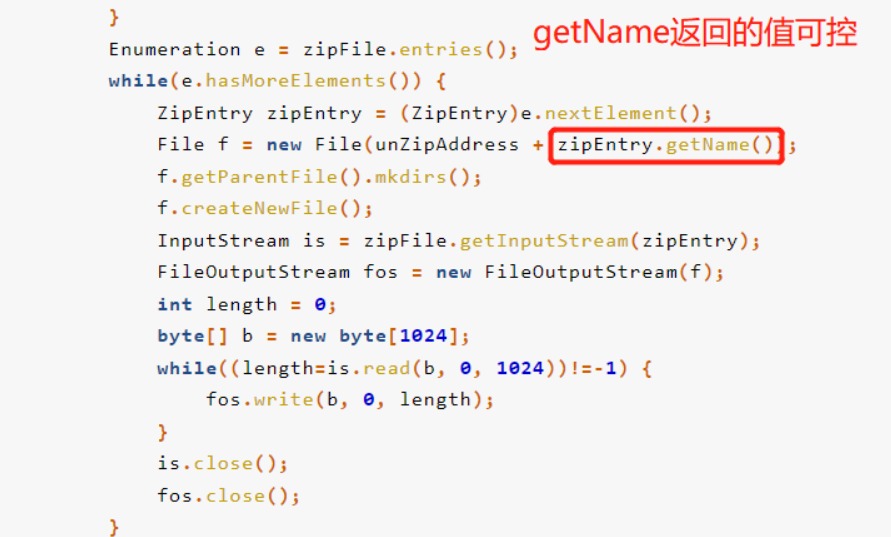 }
getName返回的值可控
Enumeration e = zipFile.entries();
while(e.hasMoreElements()) {
ZipEntry zipEntry = (ZipEntry)e.nextElement();
File f = new File(unZipAddress + zipEntry.getName());
f.getParentFile().mkdirs();
f.createNewFile();
InputStream is = zipFile.getInputStream(zipEntry);
FileOutputStream fos = new FileOutputStream(f);
int length = 0;
byte[] b = new byte[1024];
while((length=is.read(b, 0, 1024))!=-1) {
fos.write(b, 0, length);
}
is.close();
fos.close();
}